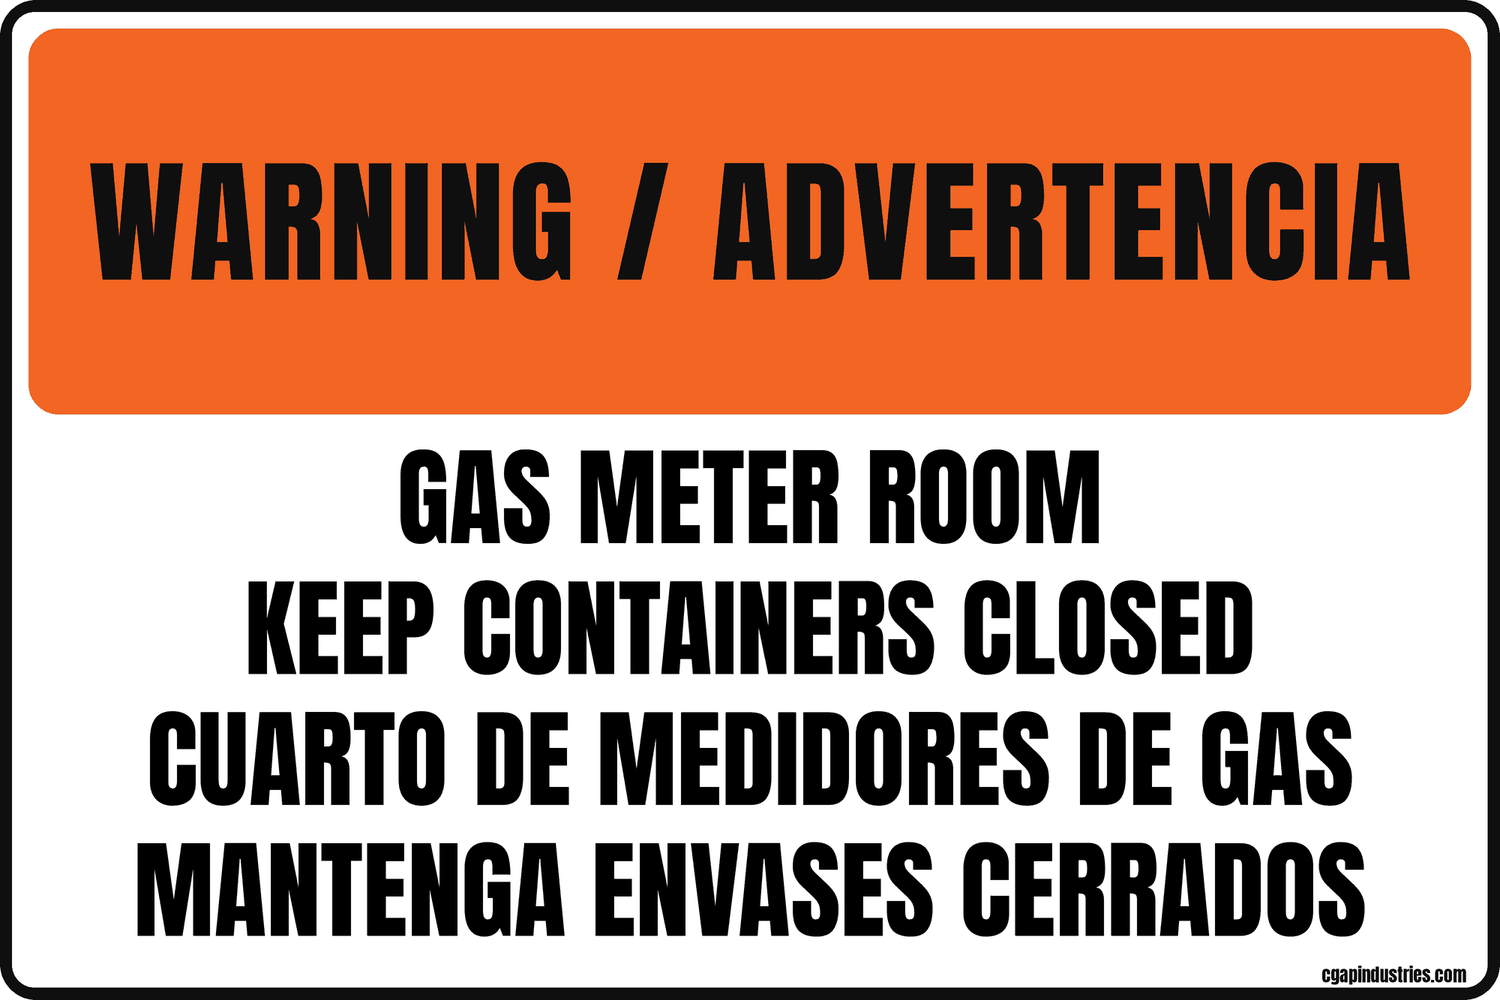 WARNING / ADVERTENCIA
GAS METER ROOM
KEEP CONTAINERS CLOSED
CUARTO DE MEDIDORES DE GAS
MANTENGA ENVASES CERRADOS
cgapindustries.com